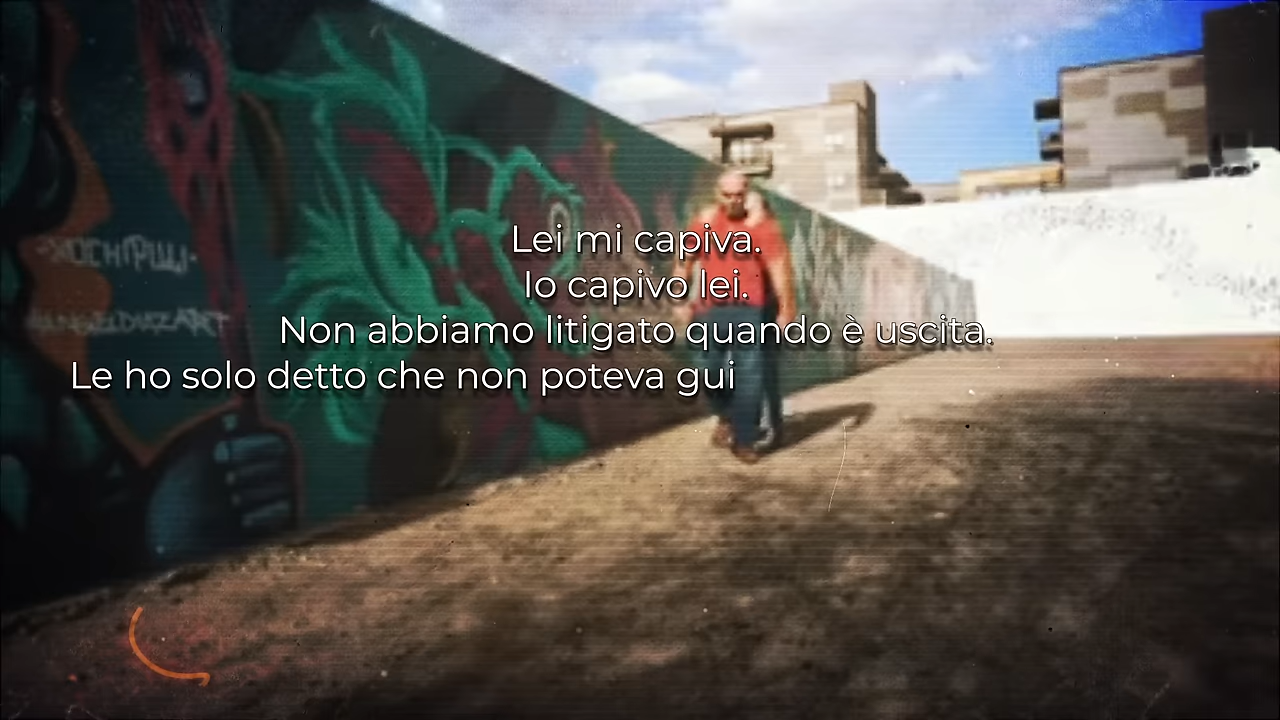 Lei mi capiva.
Io capivo lei.
Non abbiamo litigato quando è uscita.
Le ho solo detto che non poteva gui